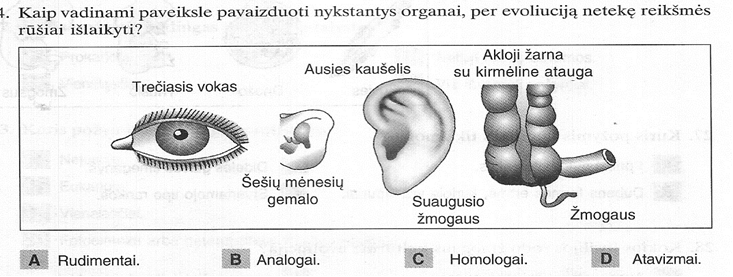 4. Kaip vadinami paveiksle pavaizduoti nykstantys organai, per evoliuciją netekę reikšmės
rūšiai išlaikyti?
Trečiasis vokas
Ausies kaušelis
Akloji žarna
su kirmėline atauga
Šešių mėnesių
gemalo
Suaugusio
žmogaus
Žmogaus
A Rudimentai.
B Analogai.
C Homologai.
D Atavizmai.